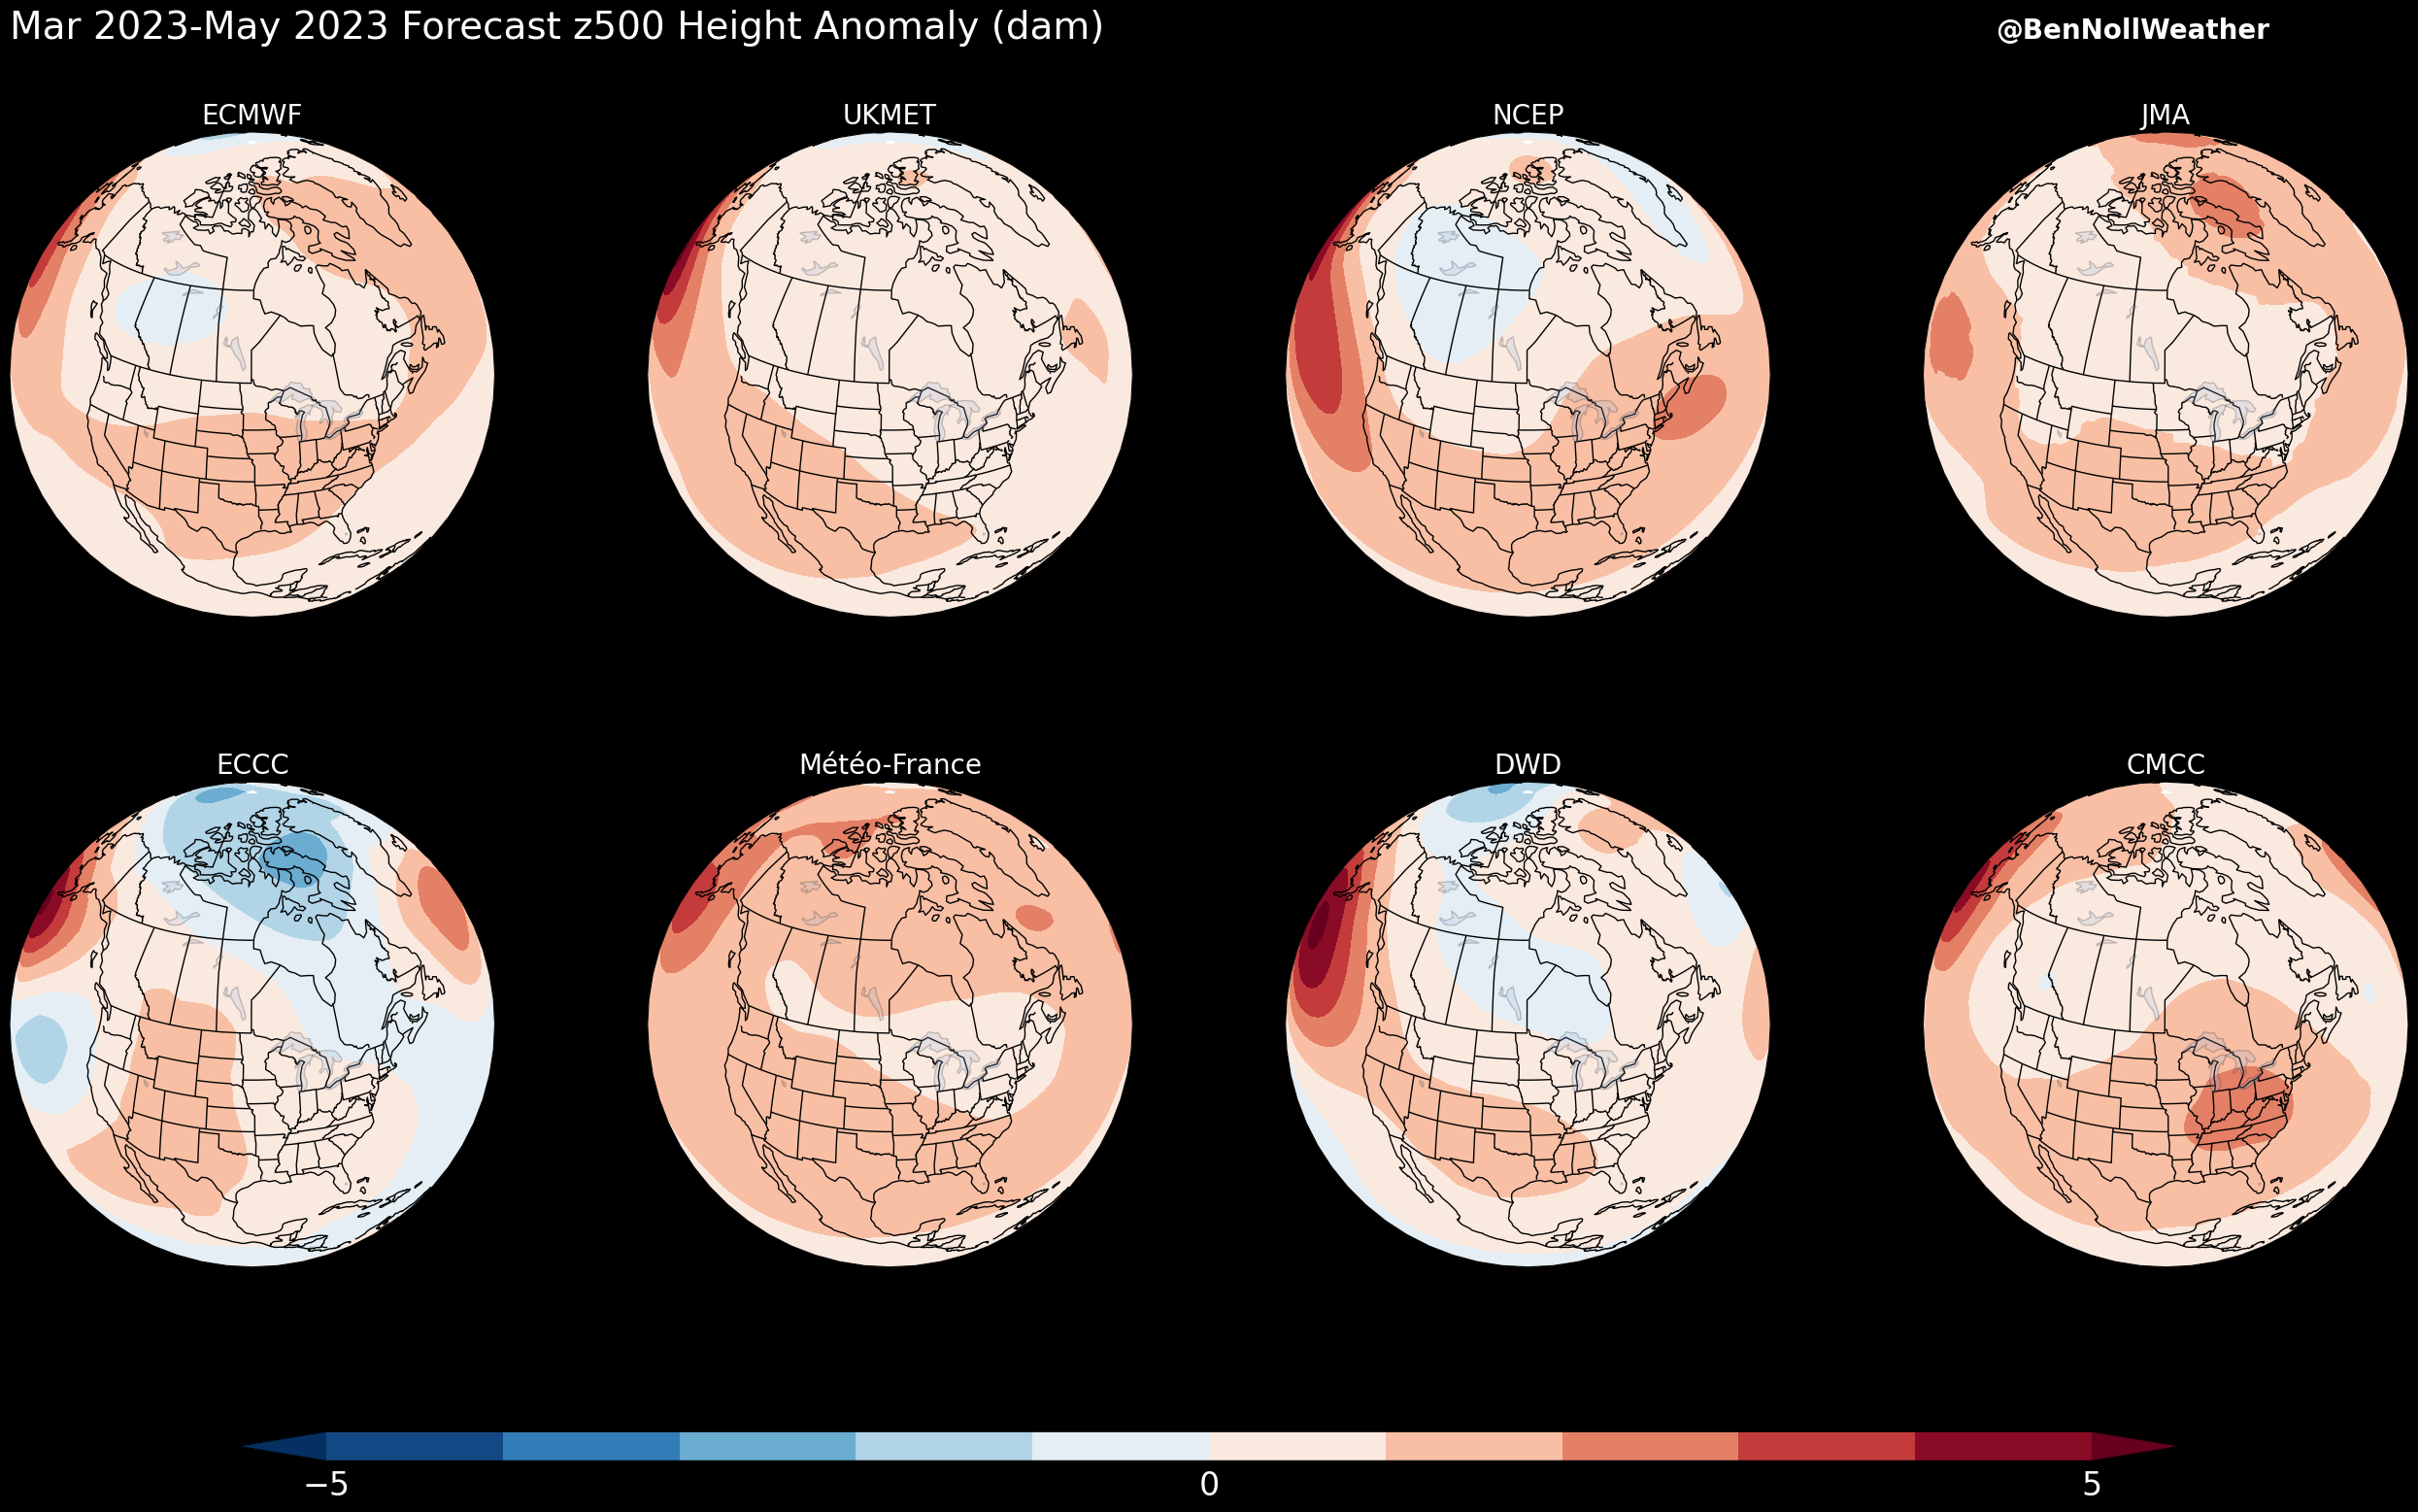 Mar 2023-May 2023 Forecast z500 Height Anomaly (dam)
@BenNollWeather
ECMWF
UKMET
NCEP
JMA
ECCC
Météo-France
DWD
CMCC
−5
0
5